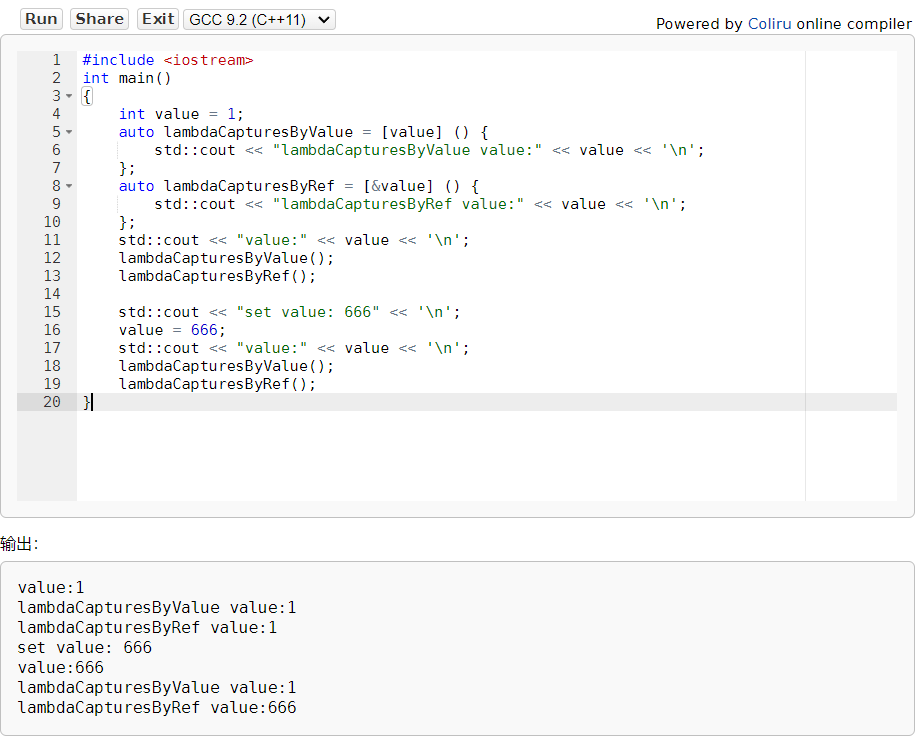 Run Share Exit GCC 9.2 (C++11)
Powered by Coliru online compiler
1 #include <iostream>
2 int main()
3 {
4     int value = 1;
5     auto lambdaCapturesByValue = [value] () {
6         std::cout << "lambdaCapturesByValue value:" << value << '\n';
7     };
8     auto lambdaCapturesByRef = [&value] () {
9         std::cout << "lambdaCapturesByRef value:" << value << '\n';
10     };
11     std::cout << "value:" << value << '\n';
12     lambdaCapturesByValue();
13     lambdaCapturesByRef();
14
15     std::cout << "set value: 666" << '\n';
16     value = 666;
17     std::cout << "value:" << value << '\n';
18     lambdaCapturesByValue();
19     lambdaCapturesByRef();
20 }
输出:
value:1
lambdaCapturesByValue value:1
lambdaCapturesByRef value:1
set value: 666
value:666
lambdaCapturesByValue value:1
lambdaCapturesByRef value:666